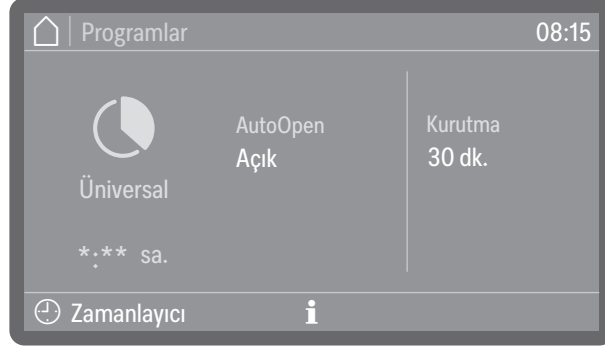 Programlar 08:15
AutoOpen
Açık
Kurutma
30 dk.
Üniversal
*:** sa.
Zamanlayıcı i